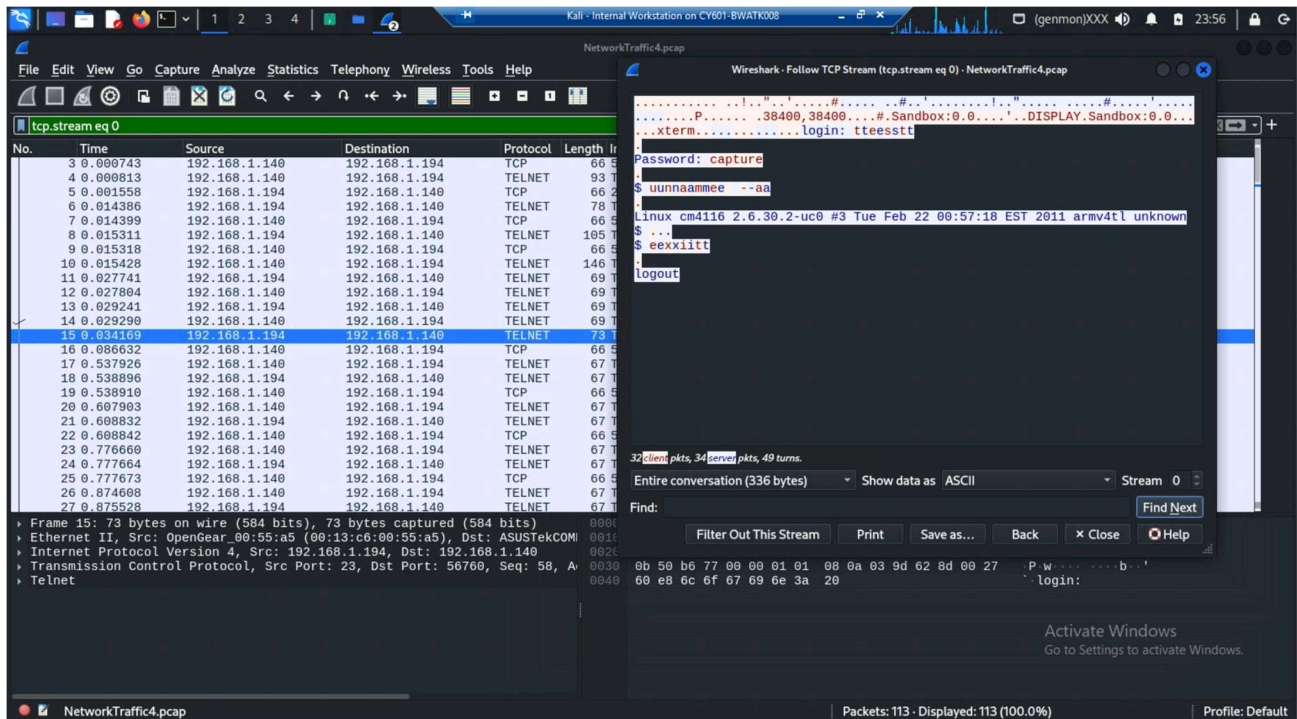 1 2 3 4
Kali - Internal Workstation on CY601-BWATK008
(genmon)XXX
23:56
NetworkTraffic4.pcap
File Edit View Go Capture Analyze Statistics Telephony Wireless Tools Help
tcp.stream eq 0
No. Time Source Destination Protocol Length
3 0.000743 192.168.1.140 192.168.1.194 TCP 66 5
4 0.000813 192.168.1.140 192.168.1.194 TELNET 93 T
5 0.001558 192.168.1.194 192.168.1.140 TCP 66 2
6 0.014386 192.168.1.194 192.168.1.140 TELNET 78 T
7 0.014399 192.168.1.140 192.168.1.194 TCP 66 5
8 0.015311 192.168.1.194 192.168.1.140 TELNET 105 T
9 0.015318 192.168.1.140 192.168.1.194 TCP 66 5
10 0.015428 192.168.1.140 192.168.1.194 TELNET 146 T
11 0.027741 192.168.1.194 192.168.1.140 TELNET 69 T
12 0.027804 192.168.1.140 192.168.1.194 TELNET 69 T
13 0.029241 192.168.1.194 192.168.1.140 TELNET 69 T
14 0.029290 192.168.1.140 192.168.1.194 TELNET 69 T
15 0.034169 192.168.1.194 192.168.1.140 TELNET 73 T
16 0.086632 192.168.1.140 192.168.1.194 TCP 66 5
17 0.537926 192.168.1.140 192.168.1.194 TELNET 67 T
18 0.538896 192.168.1.194 192.168.1.140 TELNET 67 T
19 0.538910 192.168.1.140 192.168.1.194 TCP 66 5
20 0.607903 192.168.1.140 192.168.1.194 TELNET 67 T
21 0.608832 192.168.1.194 192.168.1.140 TELNET 67 T
22 0.608842 192.168.1.140 192.168.1.194 TCP 66 5
23 0.776660 192.168.1.140 192.168.1.194 TELNET 67 T
24 0.777664 192.168.1.194 192.168.1.140 TELNET 67 T
25 0.777673 192.168.1.140 192.168.1.194 TCP 66 5
26 0.874608 192.168.1.140 192.168.1.194 TELNET 67 T
27 0.875528 192.168.1.194 192.168.1.140 TELNET 67 T
Frame 15: 73 bytes on wire (584 bits), 73 bytes captured (584 bits)
Ethernet II, Src: OpenGear_00:55:a5 (00:13:c6:00:55:a5), Dst: ASUSTekCOM
Internet Protocol Version 4, Src: 192.168.1.194, Dst: 192.168.1.140
Transmission Control Protocol, Src Port: 23, Dst Port: 56760, Seq: 58, A
Telnet
0000
0010
0020
0030 0b 50 b6 77 00 00 01 01 08 0a 03 9d 62 8d 00 27 ·P·w···· ····b··'
0040 60 e8 6c 6f 67 69 6e 3a 20 `·login:
Wireshark · Follow TCP Stream (tcp.stream eq 0) · NetworkTraffic4.pcap
........... ..!.."..'.....#..... ..#..'........!.."..... .....#.....'.....
.........P...... .38400,38400....#.Sandbox:0.0....'..DISPLAY.Sandbox:0.0...
...xterm.............login: tteesstt
.
Password: capture
.
$ uunnaammee --aa
.
Linux cm4116 2.6.30.2-uc0 #3 Tue Feb 22 00:57:18 EST 2011 armv4tl unknown
$ ...
$ eexxiitt
.
logout
32 client pkts, 34 server pkts, 49 turns.
Entire conversation (336 bytes) Show data as ASCII Stream 0
Find: Find Next
Filter Out This Stream Print Save as... Back × Close Help
Activate Windows
Go to Settings to activate Windows.
NetworkTraffic4.pcap
Packets: 113 · Displayed: 113 (100.0%)
Profile: Default